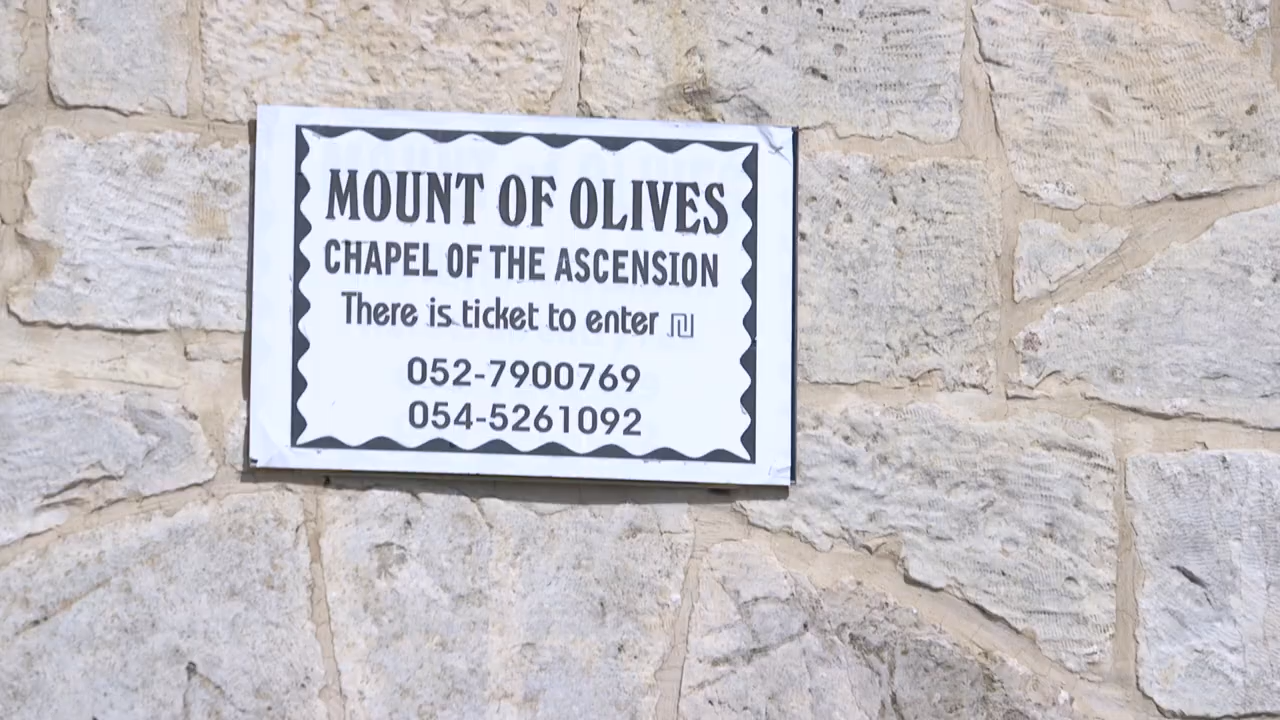 MOUNT OF OLIVES
CHAPEL OF THE ASCENSION
There is ticket to enter ₪
052-7900769
054-5261092